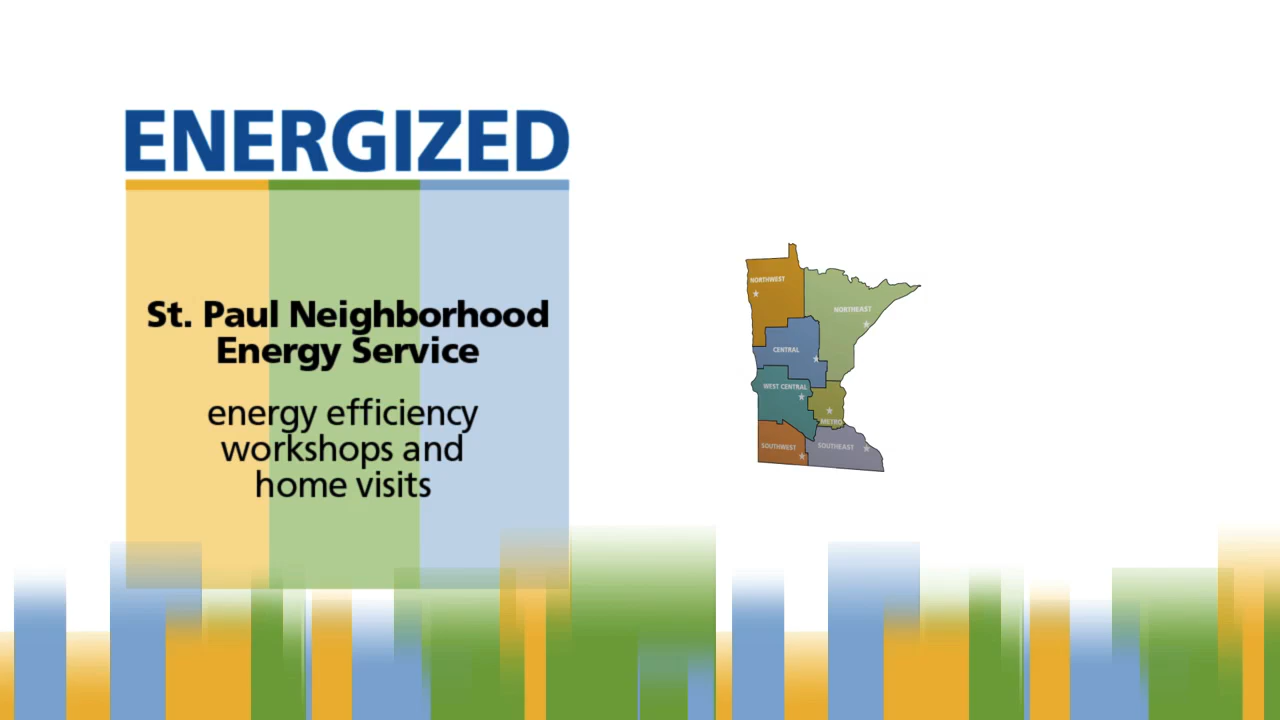 ENERGIZED
St. Paul Neighborhood
Energy Service
energy efficiency
workshops and
home visits
NORTHWEST
NORTHEAST
CENTRAL
WEST CENTRAL
METRO
SOUTHWEST
SOUTHEAST